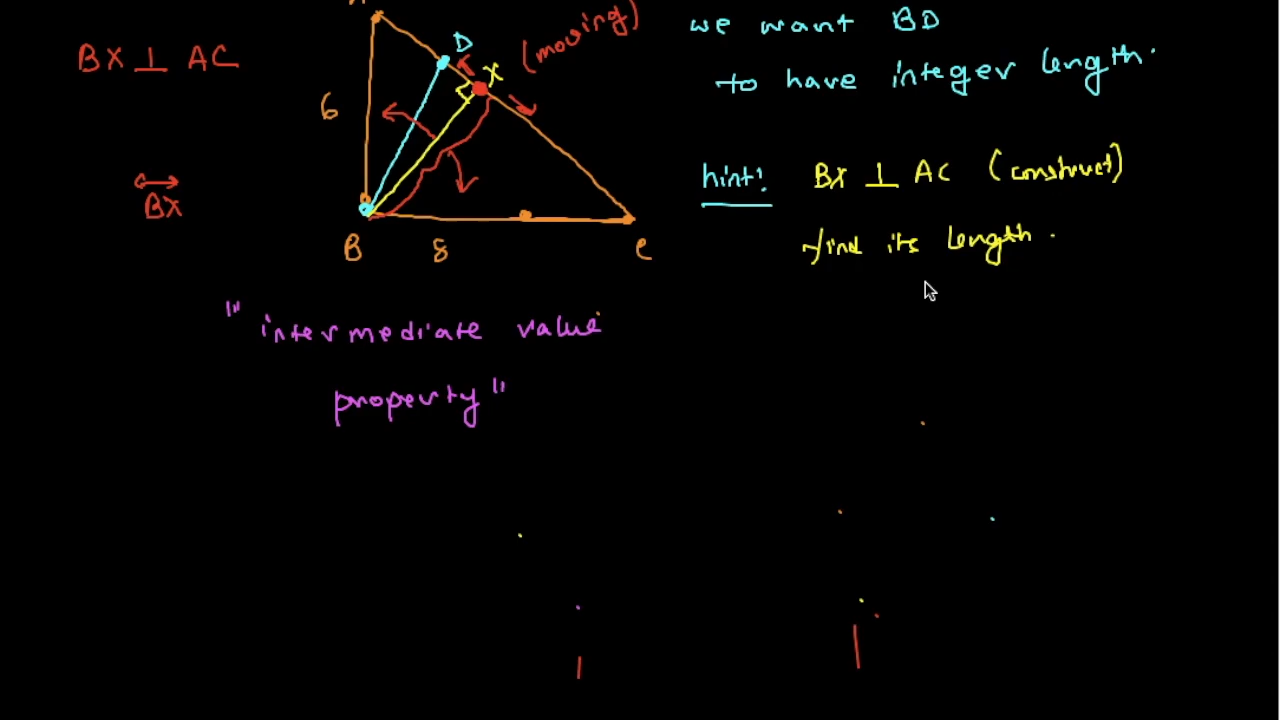 we want BD
to have integer length.
BX ⊥ AC
D
(moving)
X
6
hint: BX ⊥ AC (construct)
BX
find its length.
B
8
C
"intermediate value
property"